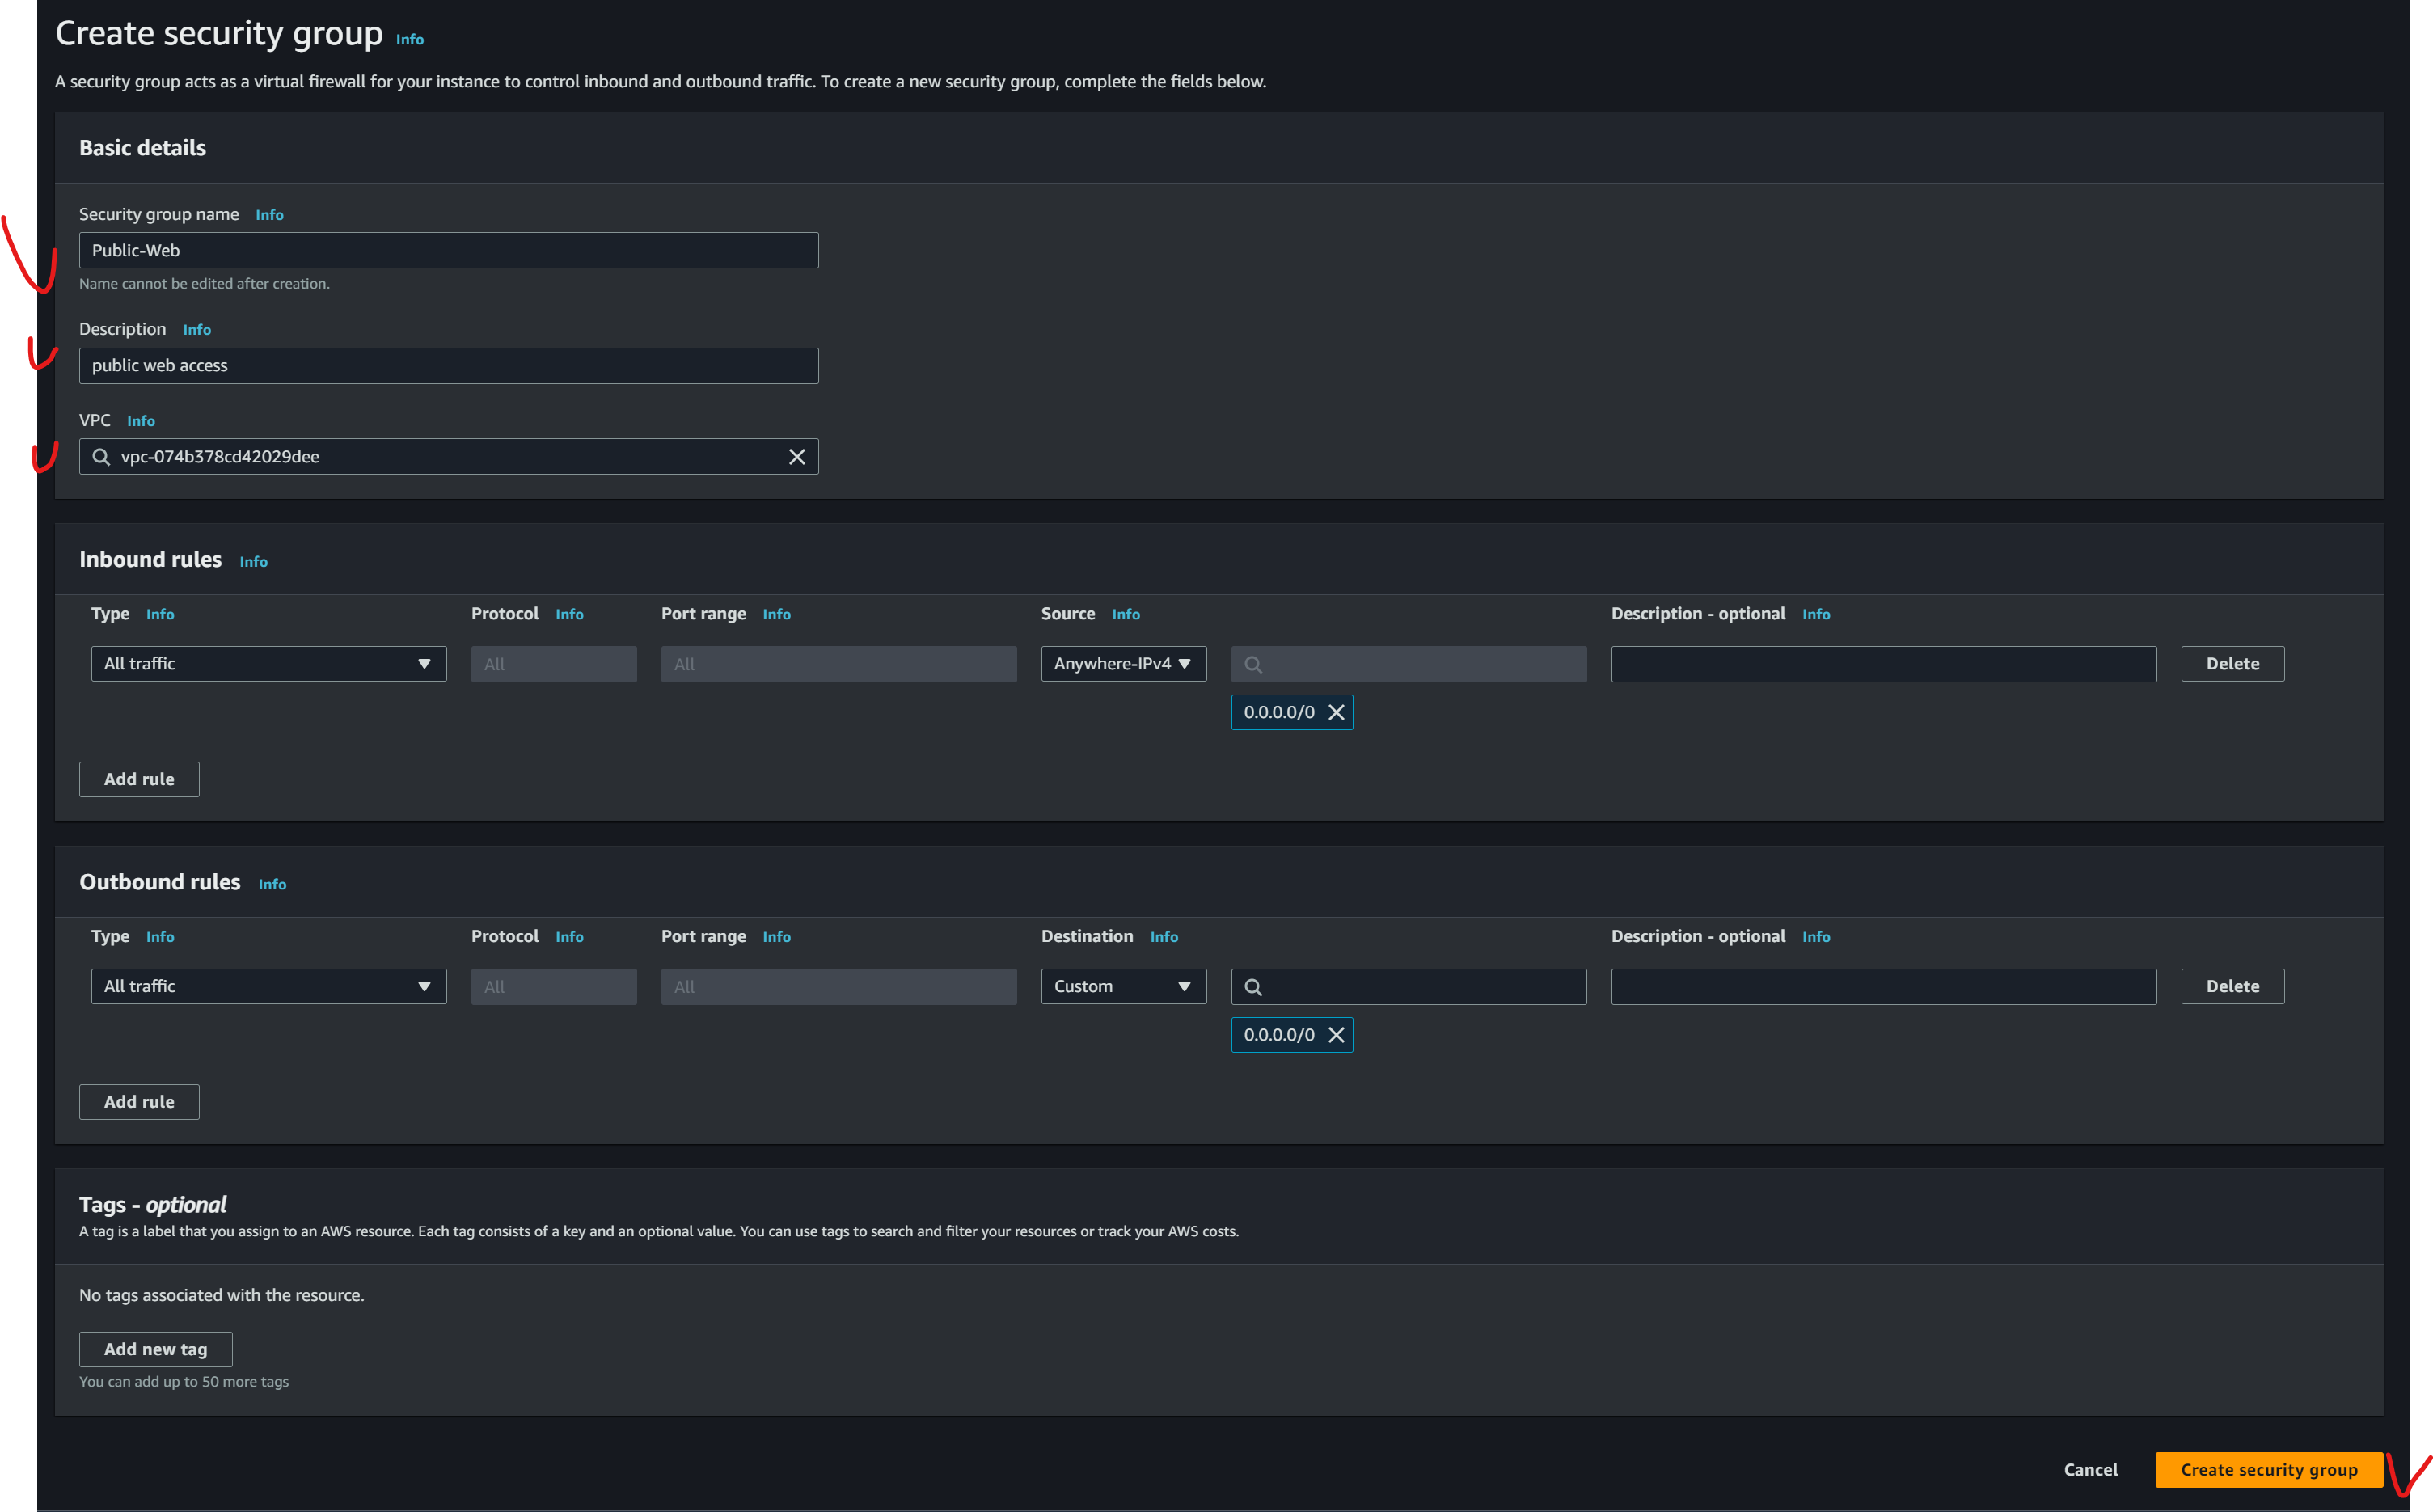 Create security group Info
A security group acts as a virtual firewall for your instance to control inbound and outbound traffic. To create a new security group, complete the fields below.
Basic details
Security group name Info
Public-Web
Name cannot be edited after creation.
Description Info
public web access
VPC Info
vpc-074b378cd42029dee
Inbound rules Info
Type Info Protocol Info Port range Info Source Info Description - optional Info
All traffic All All Anywhere-IPv4 Delete
0.0.0.0/0
Add rule
Outbound rules Info
Type Info Protocol Info Port range Info Destination Info Description - optional Info
All traffic All All Custom Delete
0.0.0.0/0
Add rule
Tags - optional
A tag is a label that you assign to an AWS resource. Each tag consists of a key and an optional value. You can use tags to search and filter your resources or track your AWS costs.
No tags associated with the resource.
Add new tag
You can add up to 50 more tags
Cancel Create security group